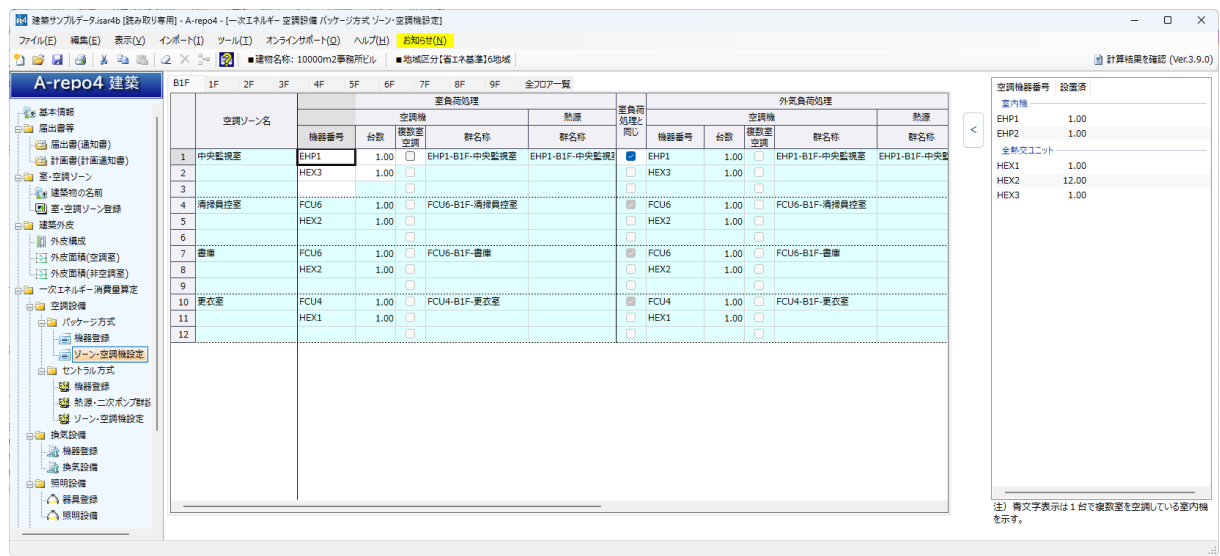 建築サンプルデータ.isar4b [読み取り専用] - A-repo4 - [一次エネルギー 空調設備 パッケージ方式 ゾーン・空調機設定]
ファイル(F) 編集(E) 表示(V) インポート(I) ツール(T) オンラインサポート(O) ヘルプ(H) お知らせ(N)
■建物名称: 10000m2事務所ビル ■地域区分【省エネ基準】6地域 計算結果を確認 (Ver.3.9.0)
A-repo4 建築
基本情報
届出書等
届出書(通知書)
計画書(計画通知書)
室・空調ゾーン
建築物の名前
室・空調ゾーン登録
建築外皮
外皮構成
外皮面積(空調室)
外皮面積(非空調室)
一次エネルギー消費量算定
空調設備
パッケージ方式
機器登録
ゾーン・空調機設定
セントラル方式
機器登録
熱源・二次ポンプ群設
ゾーン・空調機設定
換気設備
機器登録
換気設備
照明設備
器具登録
照明設備
B1F 1F 2F 3F 4F 5F 6F 7F 8F 9F 全フロア一覧
空調ゾーン名 室負荷処理 室負荷処理と同じ 外気負荷処理
空調機 熱源 空調機 熱源
機器番号 台数 複数室空調 群名称 群名称 機器番号 台数 複数室空調 群名称 群名称
1 中央監視室 EHP1 1.00 EHP1-B1F-中央監視室 EHP1-B1F-中央監視 EHP1 1.00 EHP1-B1F-中央監視室 EHP1-B1F-中央監
2 HEX3 1.00 HEX3 1.00
3
4 清掃員控室 FCU6 1.00 FCU6-B1F-清掃員控室 FCU6 1.00 FCU6-B1F-清掃員控室
5 HEX2 1.00 HEX2 1.00
6
7 書庫 FCU6 1.00 FCU6-B1F-書庫 FCU6 1.00 FCU6-B1F-書庫
8 HEX2 1.00 HEX2 1.00
9
10 更衣室 FCU4 1.00 FCU4-B1F-更衣室 FCU4 1.00 FCU4-B1F-更衣室
11 HEX1 1.00 HEX1 1.00
12
<
空調機器番号 設置済
室内機
EHP1 1.00
EHP2 1.00
全熱交ユニット
HEX1 1.00
HEX2 12.00
HEX3 1.00
注）青文字表示は１台で複数室を空調している室内機
を示す。